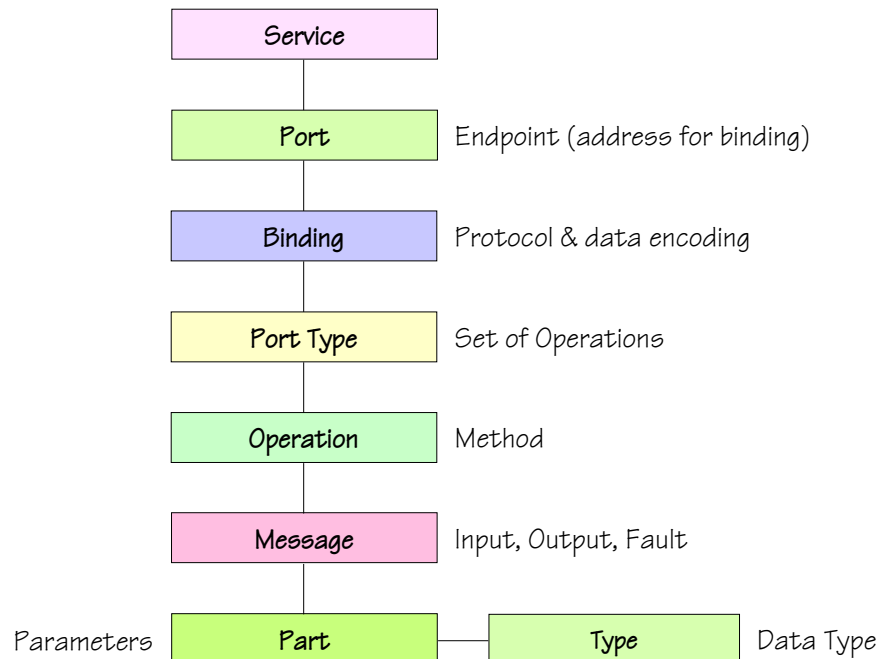 Service
Port Endpoint (address for binding)
Binding Protocol & data encoding
Port Type Set of Operations
Operation Method
Message Input, Output, Fault
Parameters Part Type Data Type